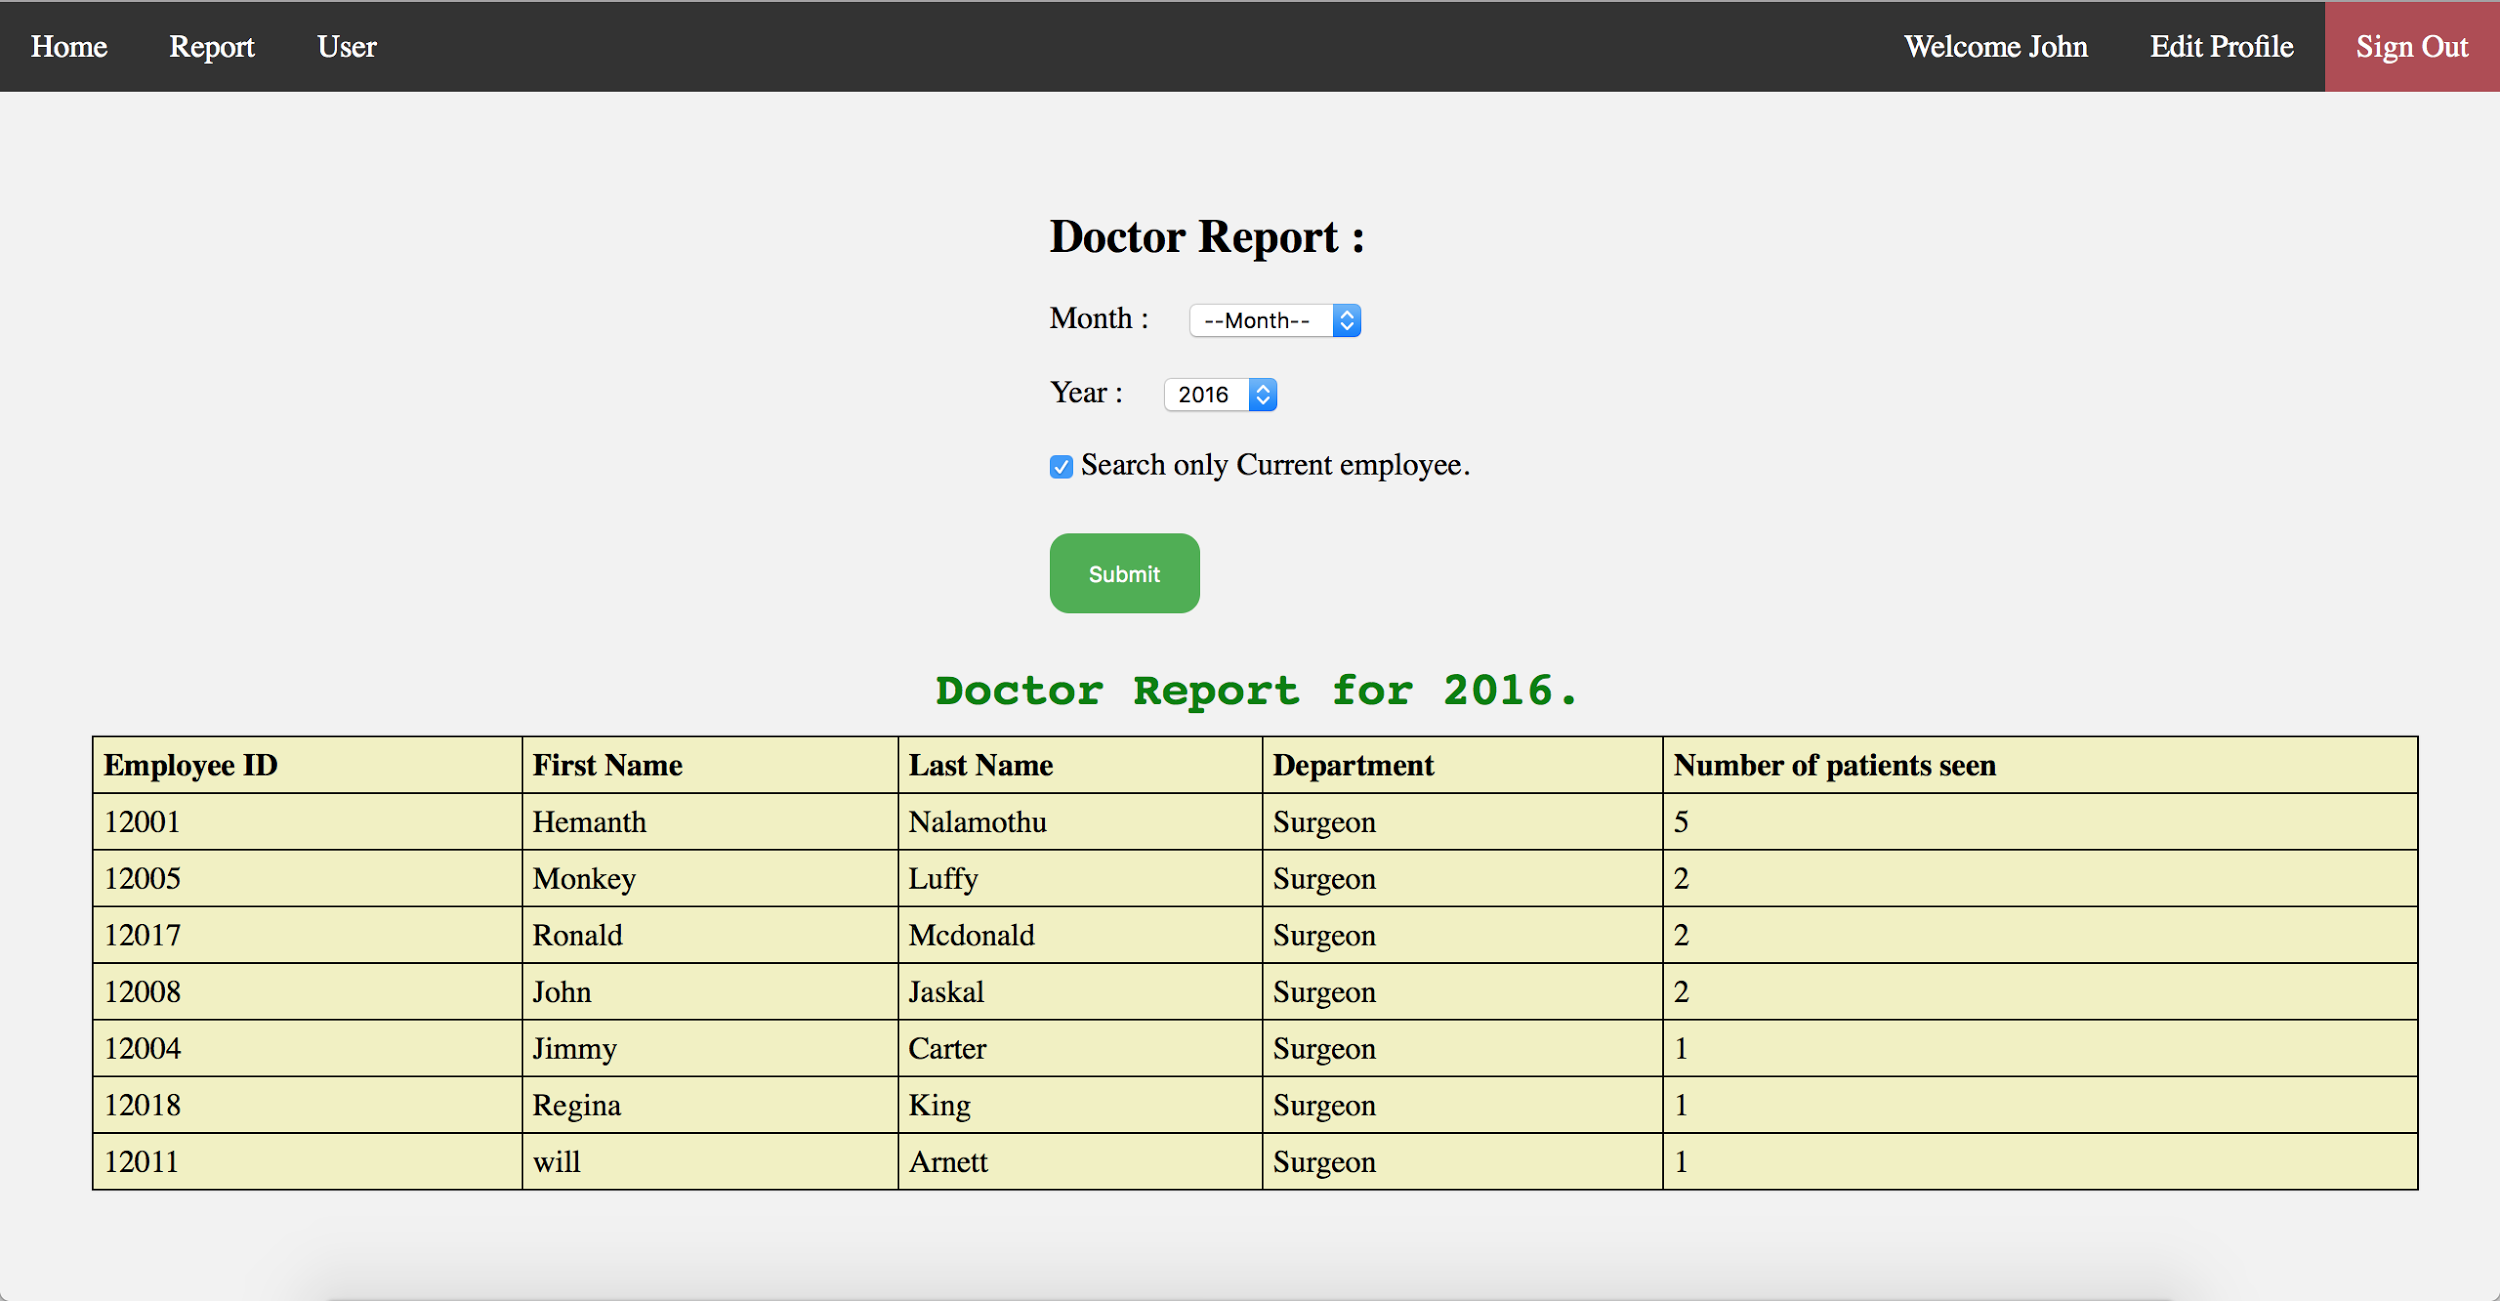 Home Report User Welcome John Edit Profile Sign Out
Doctor Report :
Month : --Month--
Year : 2016
Search only Current employee.
Submit
Doctor Report for 2016.
Employee ID First Name Last Name Department Number of patients seen
12001 Hemanth Nalamothu Surgeon 5
12005 Monkey Luffy Surgeon 2
12017 Ronald Mcdonald Surgeon 2
12008 John Jaskal Surgeon 2
12004 Jimmy Carter Surgeon 1
12018 Regina King Surgeon 1
12011 will Arnett Surgeon 1